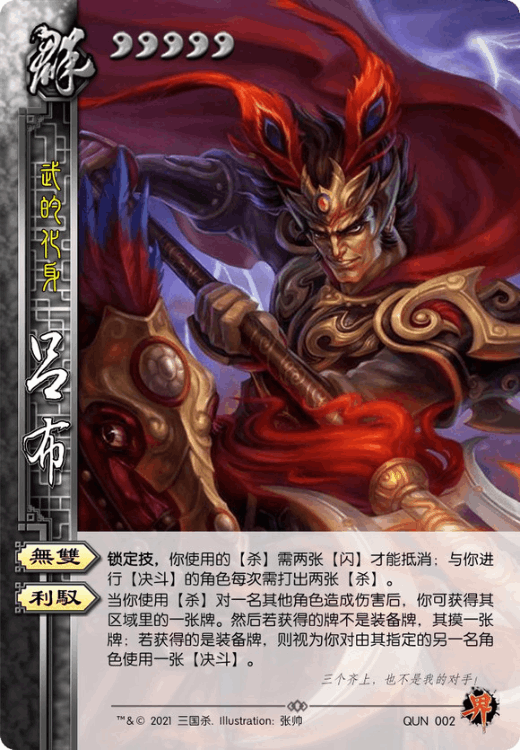 群
武的化身
吕布
無雙
锁定技，你使用的【杀】需两张【闪】才能抵消；与你进
行【决斗】的角色每次需打出两张【杀】。
利馭
当你使用【杀】对一名其他角色造成伤害后，你可获得其
区域里的一张牌。然后若获得的牌不是装备牌，其摸一张
牌；若获得的是装备牌，则视为你对由其指定的另一名角
色使用一张【决斗】。
三个齐上，也不是我的对手！
™&© 2021 三国杀. Illustration: 张帅
QUN 002
界